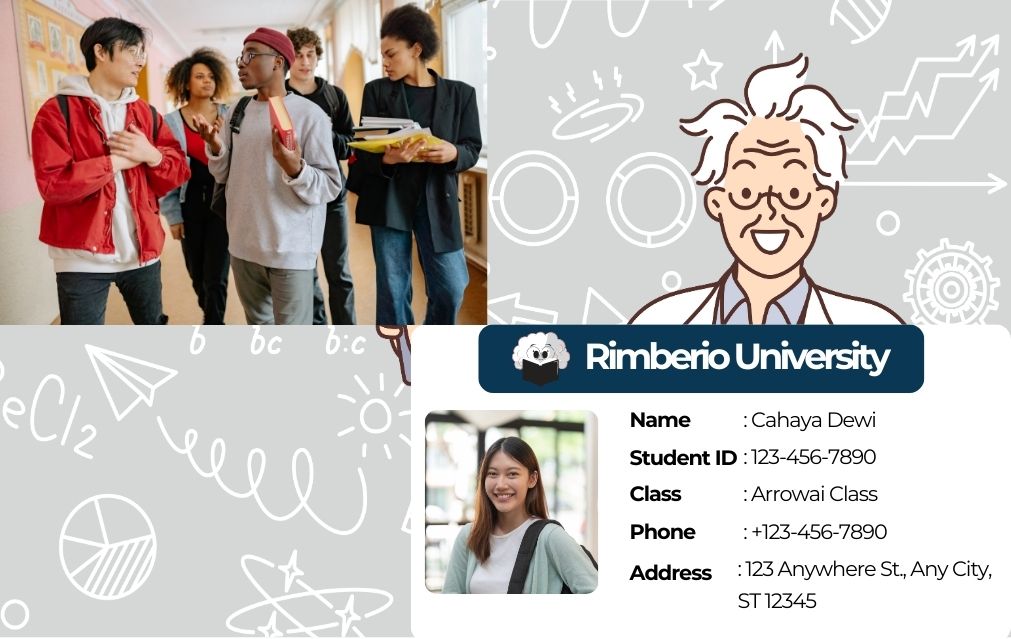 b bc b:c
eCl2
Rimberio University
Name : Cahaya Dewi
Student ID : 123-456-7890
Class : Arrowai Class
Phone : +123-456-7890
Address : 123 Anywhere St., Any City,
ST 12345